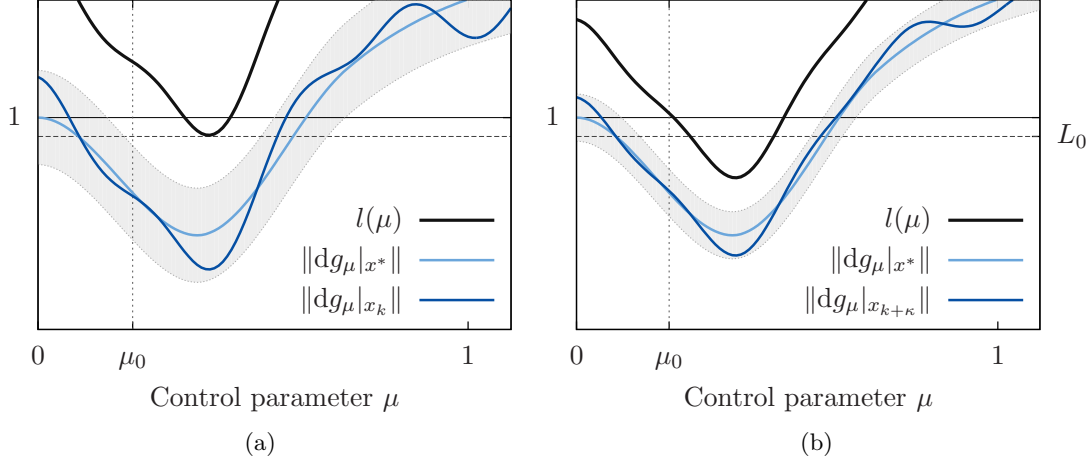 1
l(μ)
‖dg_μ|_{x*}‖
‖dg_μ|_{x_k}‖
0
μ_0
1
Control parameter μ
(a)
1
L_0
l(μ)
‖dg_μ|_{x*}‖
‖dg_μ|_{x_{k+κ}}‖
0
μ_0
1
Control parameter μ
(b)